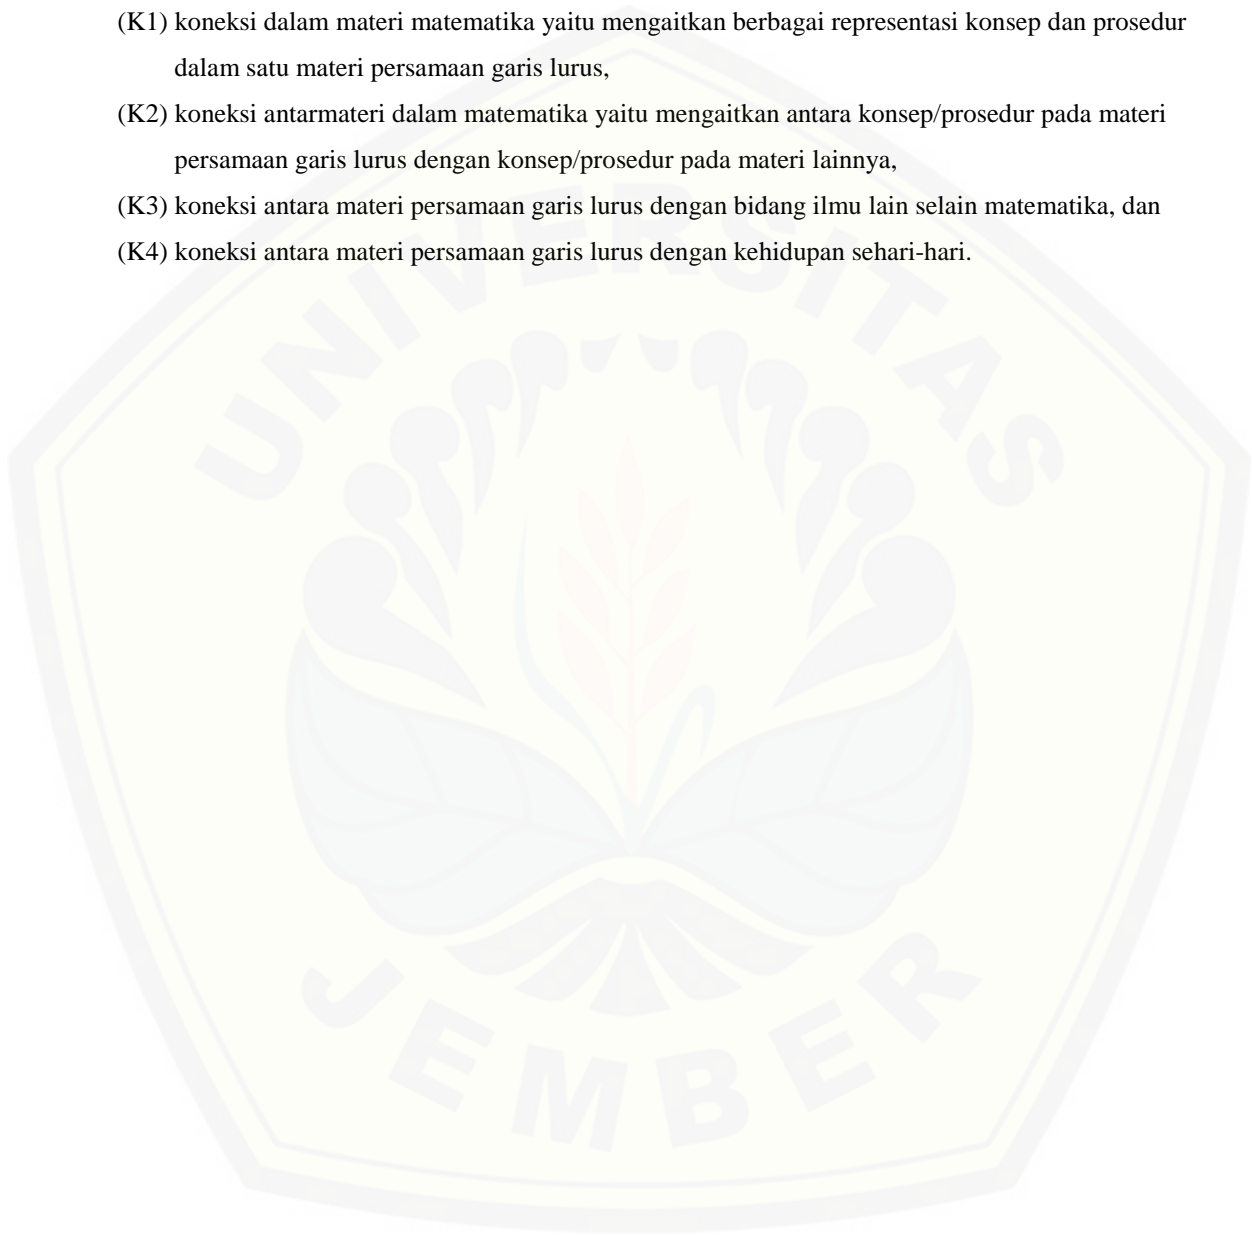 (K1) koneksi dalam materi matematika yaitu mengaitkan berbagai representasi konsep dan prosedur
dalam satu materi persamaan garis lurus,
(K2) koneksi antarmateri dalam matematika yaitu mengaitkan antara konsep/prosedur pada materi
persamaan garis lurus dengan konsep/prosedur pada materi lainnya,
(K3) koneksi antara materi persamaan garis lurus dengan bidang ilmu lain selain matematika, dan
(K4) koneksi antara materi persamaan garis lurus dengan kehidupan sehari-hari.
UNIVERSITAS
JEMBER